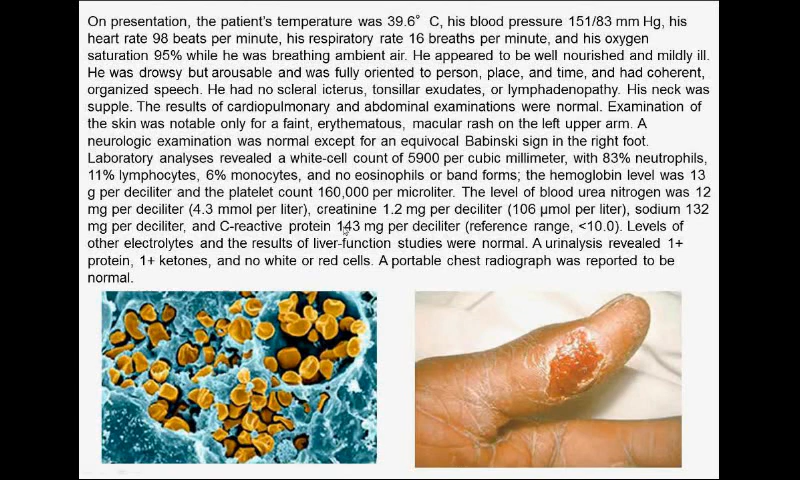 On presentation, the patient's temperature was 39.6° C, his blood pressure 151/83 mm Hg, his
heart rate 98 beats per minute, his respiratory rate 16 breaths per minute, and his oxygen
saturation 95% while he was breathing ambient air. He appeared to be well nourished and mildly ill.
He was drowsy but arousable and was fully oriented to person, place, and time, and had coherent,
organized speech. He had no scleral icterus, tonsillar exudates, or lymphadenopathy. His neck was
supple. The results of cardiopulmonary and abdominal examinations were normal. Examination of
the skin was notable only for a faint, erythematous, macular rash on the left upper arm. A
neurologic examination was normal except for an equivocal Babinski sign in the right foot.
Laboratory analyses revealed a white-cell count of 5900 per cubic millimeter, with 83% neutrophils,
11% lymphocytes, 6% monocytes, and no eosinophils or band forms; the hemoglobin level was 13
g per deciliter and the platelet count 160,000 per microliter. The level of blood urea nitrogen was 12
mg per deciliter (4.3 mmol per liter), creatinine 1.2 mg per deciliter (106 μmol per liter), sodium 132
mg per deciliter, and C-reactive protein 143 mg per deciliter (reference range, <10.0). Levels of
other electrolytes and the results of liver-function studies were normal. A urinalysis revealed 1+
protein, 1+ ketones, and no white or red cells. A portable chest radiograph was reported to be
normal.